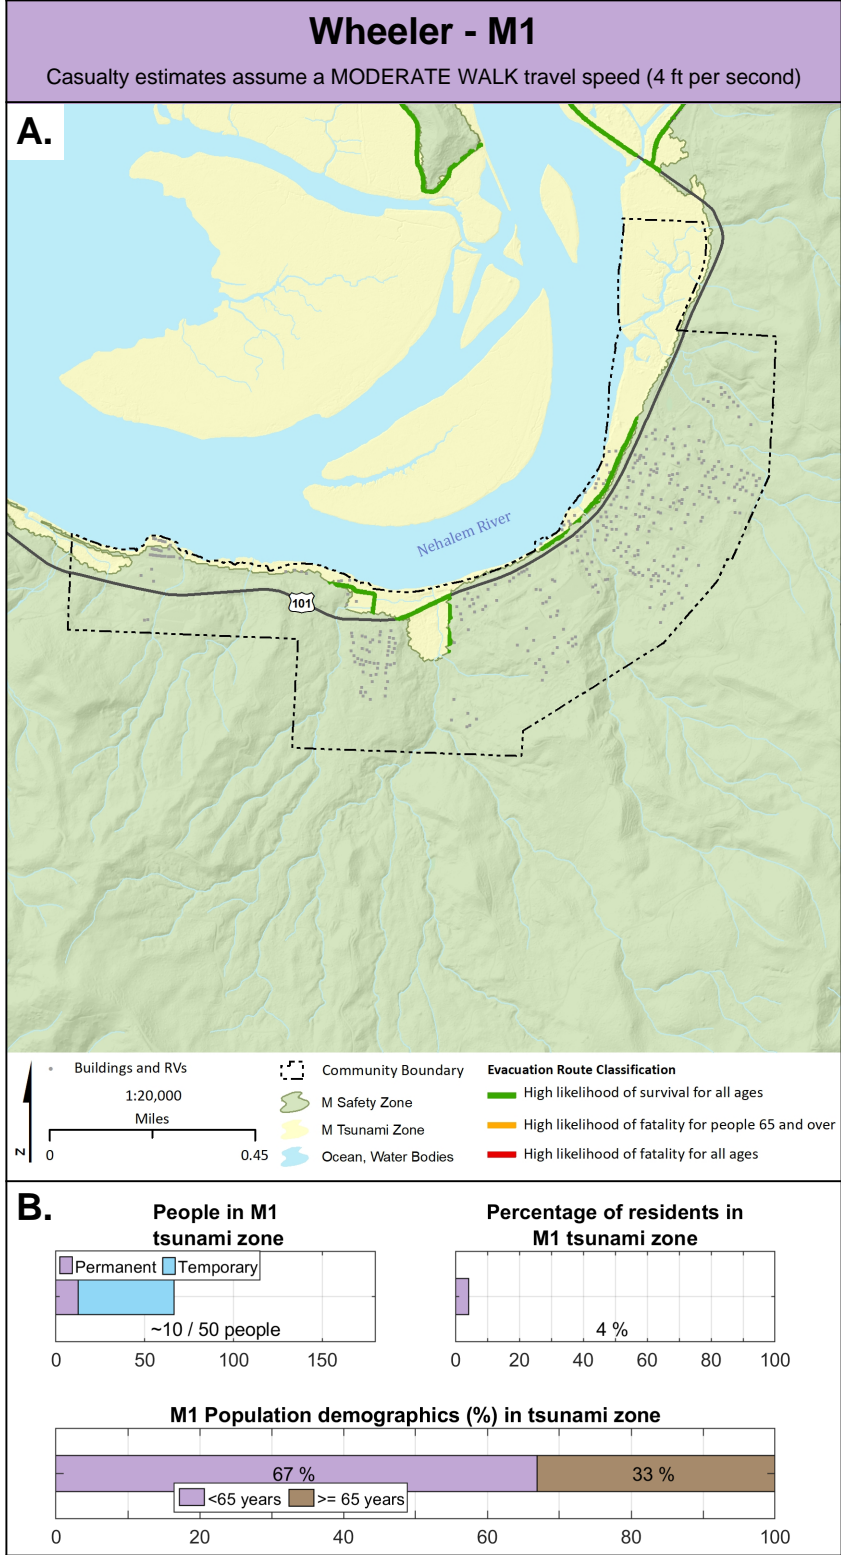 Wheeler - M1
Casualty estimates assume a MODERATE WALK travel speed (4 ft per second)
A.
Nehalem River
101
Buildings and RVs
1:20,000
Miles
0 0.45
N
Community Boundary
M Safety Zone
M Tsunami Zone
Ocean, Water Bodies
Evacuation Route Classification
High likelihood of survival for all ages
High likelihood of fatality for people 65 and over
High likelihood of fatality for all ages
B.
People in M1
tsunami zone
Permanent Temporary
~10 / 50 people
0 50 100 150
Percentage of residents in
M1 tsunami zone
4 %
0 20 40 60 80 100
M1 Population demographics (%) in tsunami zone
67 % 33 %
<65 years >= 65 years
0 20 40 60 80 100